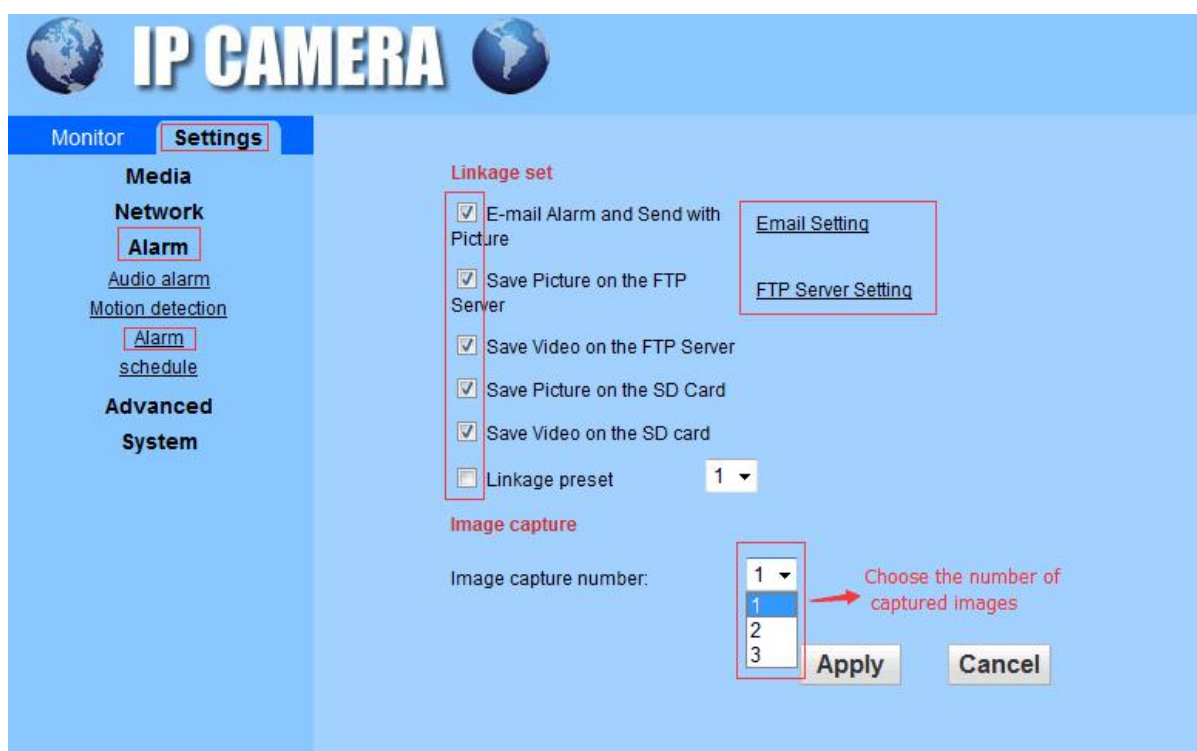 IP CAMERA
Monitor
Settings
Media
Network
Alarm
Audio alarm
Motion detection
Alarm
schedule
Advanced
System
Linkage set
E-mail Alarm and Send with
Picture
Email Setting
Save Picture on the FTP
Server
FTP Server Setting
Save Video on the FTP Server
Save Picture on the SD Card
Save Video on the SD card
Linkage preset
1
Image capture
Image capture number:
1
1
2
3
Choose the number of
captured images
Apply
Cancel